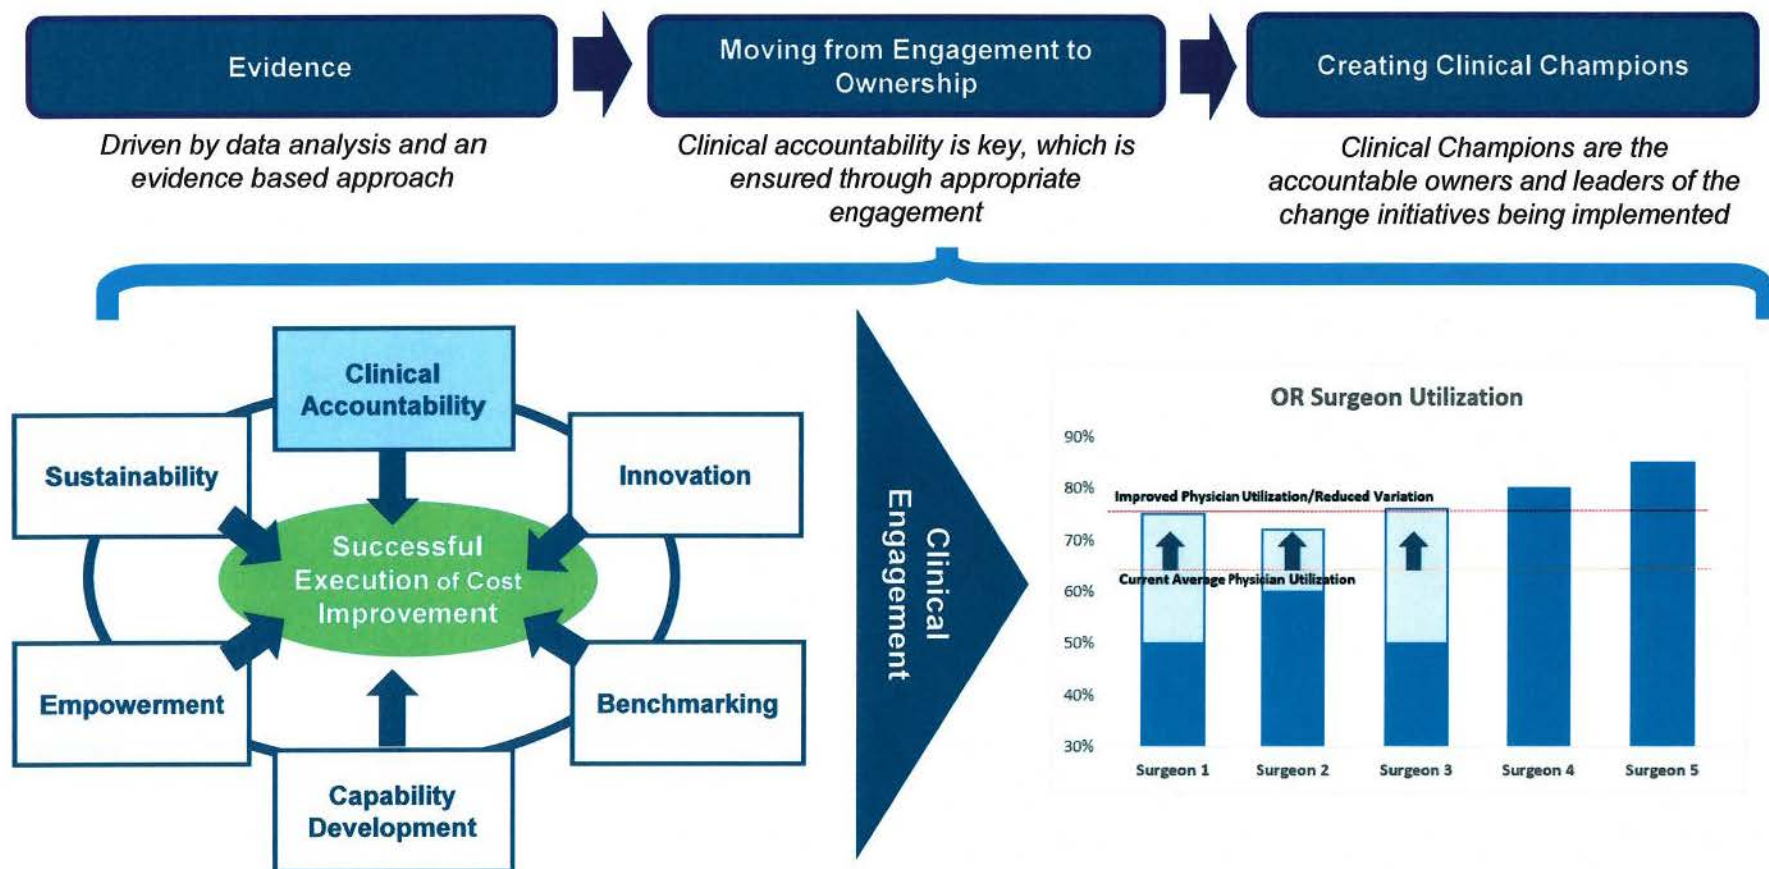 Evidence
Driven by data analysis and an
evidence based approach
Moving from Engagement to
Ownership
Clinical accountability is key, which is
ensured through appropriate
engagement
Creating Clinical Champions
Clinical Champions are the
accountable owners and leaders of the
change initiatives being implemented
Clinical
Accountability
Sustainability
Innovation
Successful
Execution of Cost
Improvement
Empowerment
Benchmarking
Capability
Development
Clinical
Engagement
OR Surgeon Utilization
90%
80%
Improved Physician Utilization/Reduced Variation
70%
Current Average Physician Utilization
60%
50%
40%
30%
Surgeon 1
Surgeon 2
Surgeon 3
Surgeon 4
Surgeon 5